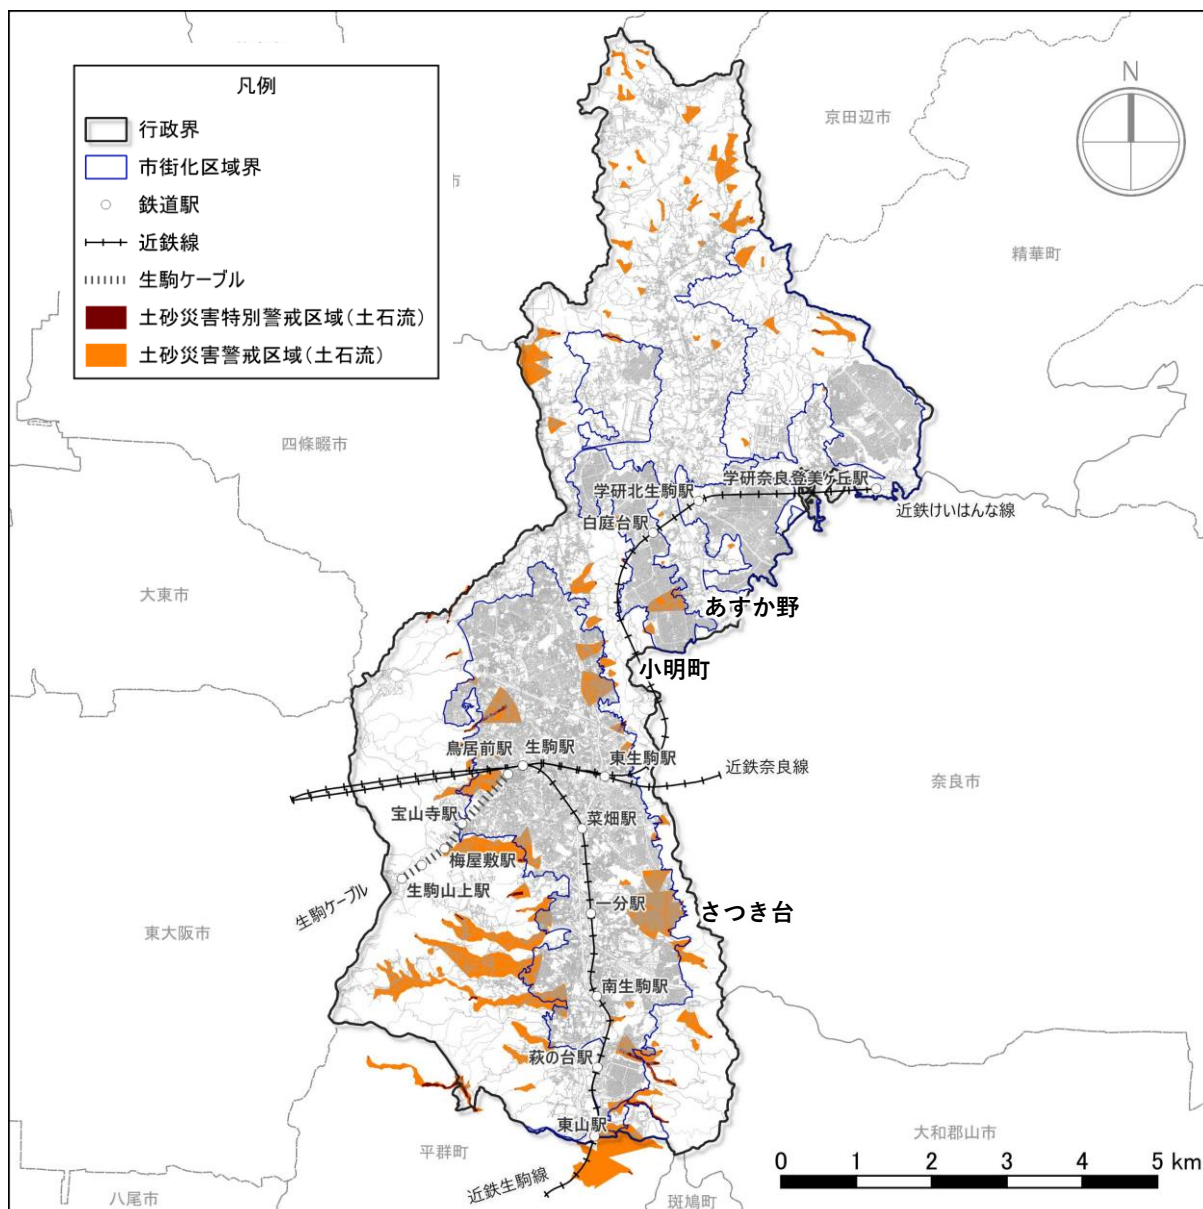 凡例
行政界
市街化区域界
鉄道駅
近鉄線
生駒ケーブル
土砂災害特別警戒区域(土石流)
土砂災害警戒区域(土石流)
N
京田辺市
市
精華町
四條畷市
学研奈良登美ケ丘駅
学研北生駒駅
近鉄けいはんな線
白庭台駅
大東市
あすか野
小明町
鳥居前駅
生駒駅
東生駒駅
近鉄奈良線
奈良市
宝山寺駅
菜畑駅
梅屋敷駅
生駒山上駅
生駒ケーブル
一分駅
さつき台
東大阪市
南生駒駅
萩の台駅
東山駅
平群町
大和郡山市
近鉄生駒線
八尾市
斑鳩町
0 1 2 3 4 5 km